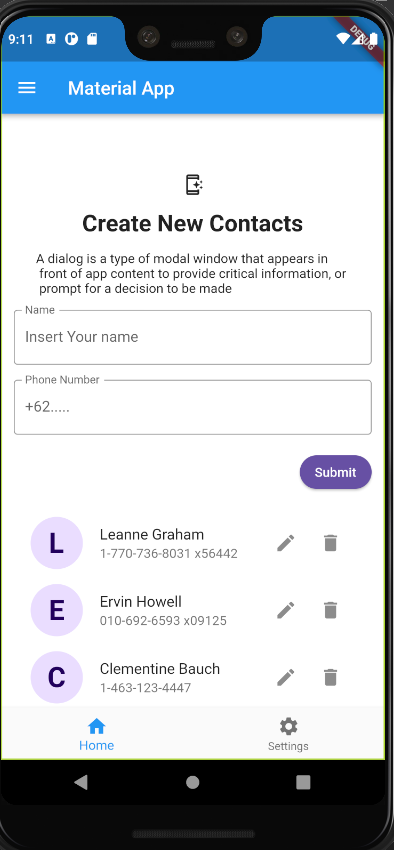 9:11
DEBUG
Material App
Create New Contacts
A dialog is a type of modal window that appears in
front of app content to provide critical information, or
prompt for a decision to be made
Name
Insert Your name
Phone Number
+62.....
Submit
L
Leanne Graham
1-770-736-8031 x56442
E
Ervin Howell
010-692-6593 x09125
C
Clementine Bauch
1-463-123-4447
Home
Settings